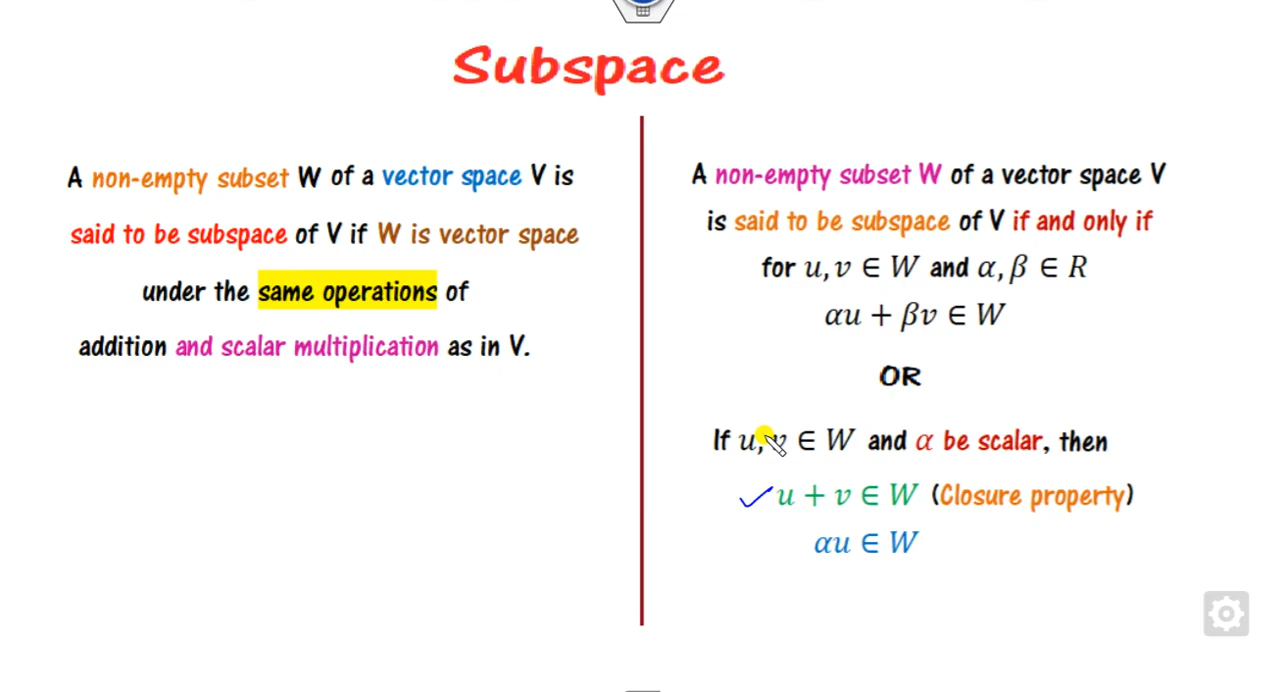 Subspace
A non-empty subset W of a vector space V is
said to be subspace of V if W is vector space
under the same operations of
addition and scalar multiplication as in V.
A non-empty subset W of a vector space V
is said to be subspace of V if and only if
for u, v ∈ W and α, β ∈ R
αu + βv ∈ W
OR
If u, v ∈ W and α be scalar, then
u + v ∈ W (Closure property)
αu ∈ W